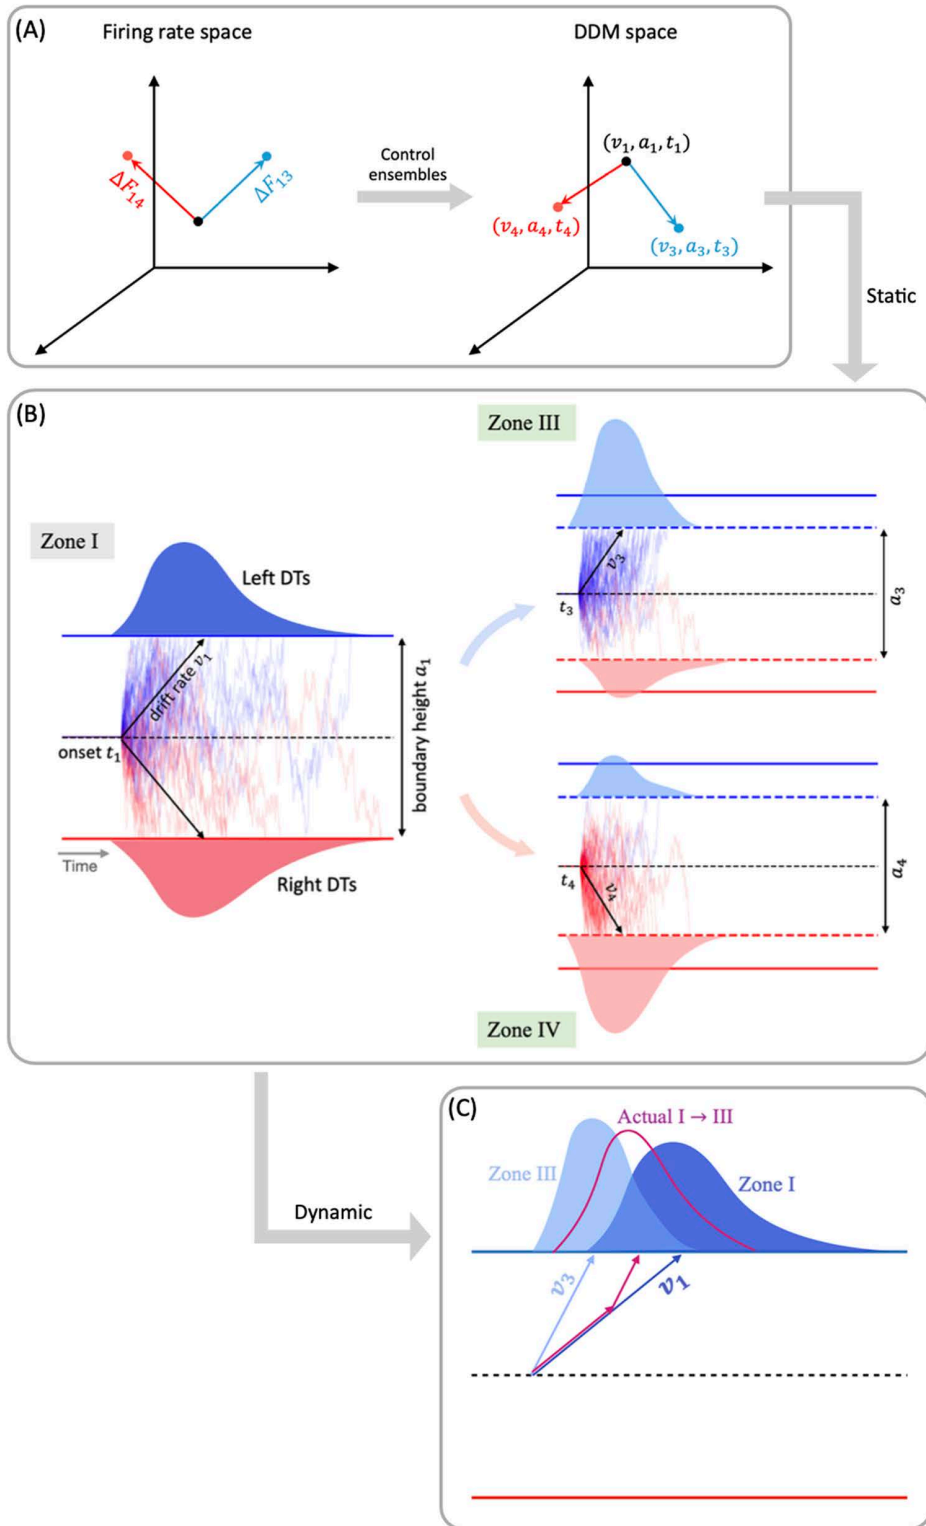 (A)
Firing rate space
DDM space
ΔF₁₄
ΔF₁₃
Control
ensembles
(v₁, a₁, t₁)
(v₄, a₄, t₄)
(v₃, a₃, t₃)
Static
(B)
Zone I
Left DTs
drift rate v₁
onset t₁
boundary height a₁
Time
Right DTs
Zone III
v₃
t₃
a₃
t₄
v₄
a₄
Zone IV
Dynamic
(C)
Actual I → III
Zone III
Zone I
v₃
v₁